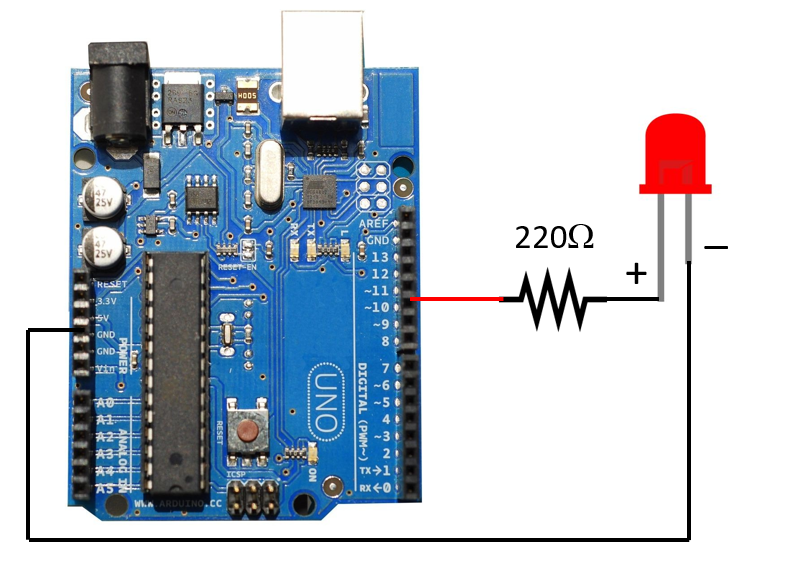 47
25V
47
25V
RX
TX
L
RESET-EN
AREF
GND
13
12
~11
~10
~9
8
7
~6
~5
4
~3
2
TX→1
RX←0
DIGITAL (PWM~)
RESET
3.3V
5V
GND
GND
Vin
POWER
A0
A1
A2
A3
A4
A5
ANALOG IN
UNO
RESET
ICSP
ON
WWW.ARDUINO.CC
220Ω
+
−